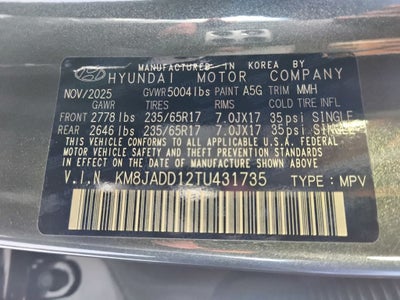 MANUFACTURED IN KOREA BY
HYUNDAI MOTOR COMPANY
NOV/2025 GVWR 5004 lbs PAINT A5G TRIM MMH
GAWR TIRES RIMS COLD TIRE INFL
FRONT 2778 lbs 235/65R17 7.0JX17 35psi SINGLE
REAR 2646 lbs 235/65R17 7.0JX17 35psi SINGLE
THIS VEHICLE CONFORMS TO ALL APPLICABLE U.S. FEDERAL
MOTOR VEHICLE SAFETY AND THEFT PREVENTION STANDARDS
IN EFFECT ON THE DATE OF MANUFACTURE SHOWN ABOVE.
V.I.N KM8JADD12TU431735 TYPE: MPV